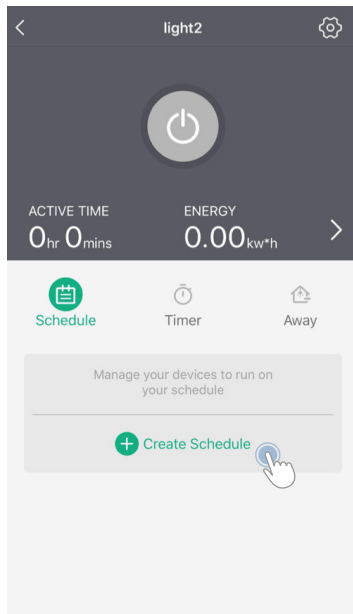 light2
ACTIVE TIME ENERGY
0hr 0mins 0.00kw*h
Schedule Timer Away
Manage your devices to run on
your schedule
Create Schedule